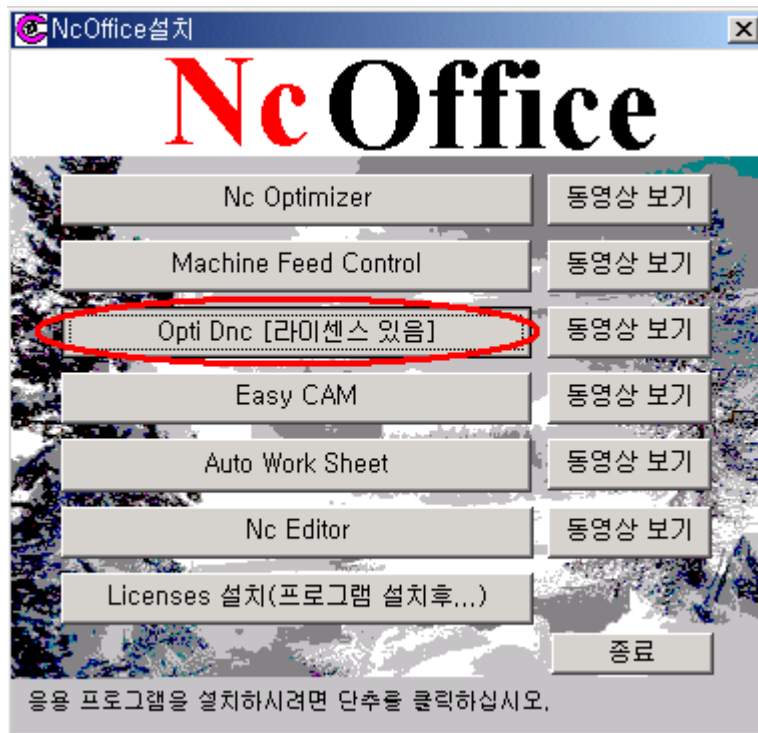 NcOffice설치
Nc Office
Nc Optimizer 동영상 보기
Machine Feed Control 동영상 보기
Opti Dnc [라이센스 있음] 동영상 보기
Easy CAM 동영상 보기
Auto Work Sheet 동영상 보기
Nc Editor 동영상 보기
Licenses 설치(프로그램 설치후...)
종료
응용 프로그램을 설치하시려면 단추를 클릭하십시오.